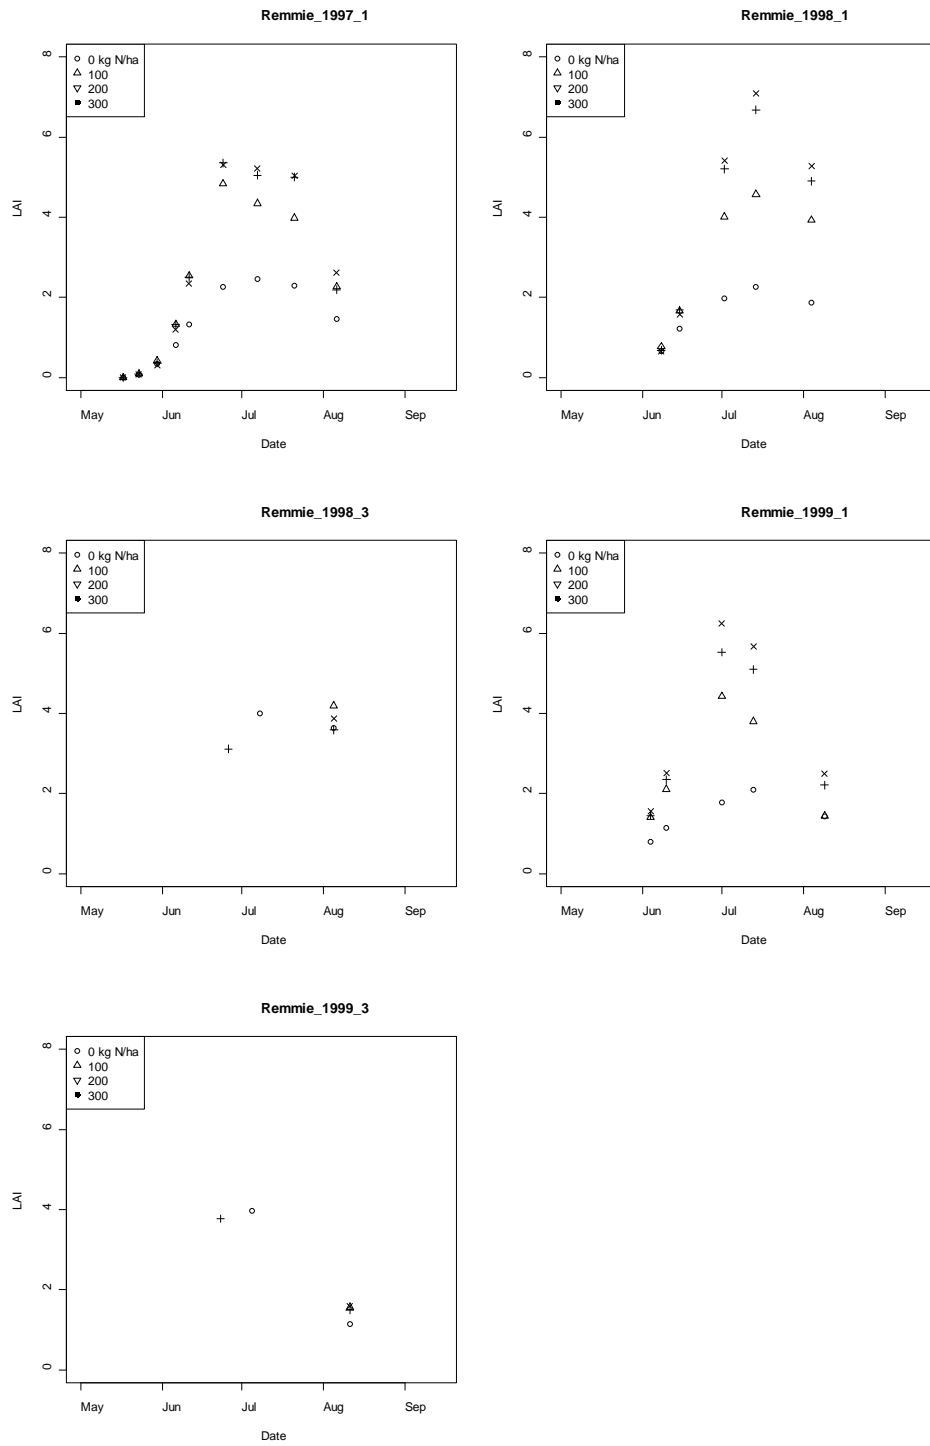 Remmie_1997_1
8
6
4
2
0
LAI
0 kg N/ha
100
200
300
May Jun Jul Aug Sep
Date
Remmie_1998_1
8
6
4
2
0
LAI
0 kg N/ha
100
200
300
May Jun Jul Aug Sep
Date
Remmie_1998_3
8
6
4
2
0
LAI
0 kg N/ha
100
200
300
May Jun Jul Aug Sep
Date
Remmie_1999_1
8
6
4
2
0
LAI
0 kg N/ha
100
200
300
May Jun Jul Aug Sep
Date
Remmie_1999_3
8
6
4
2
0
LAI
0 kg N/ha
100
200
300
May Jun Jul Aug Sep
Date